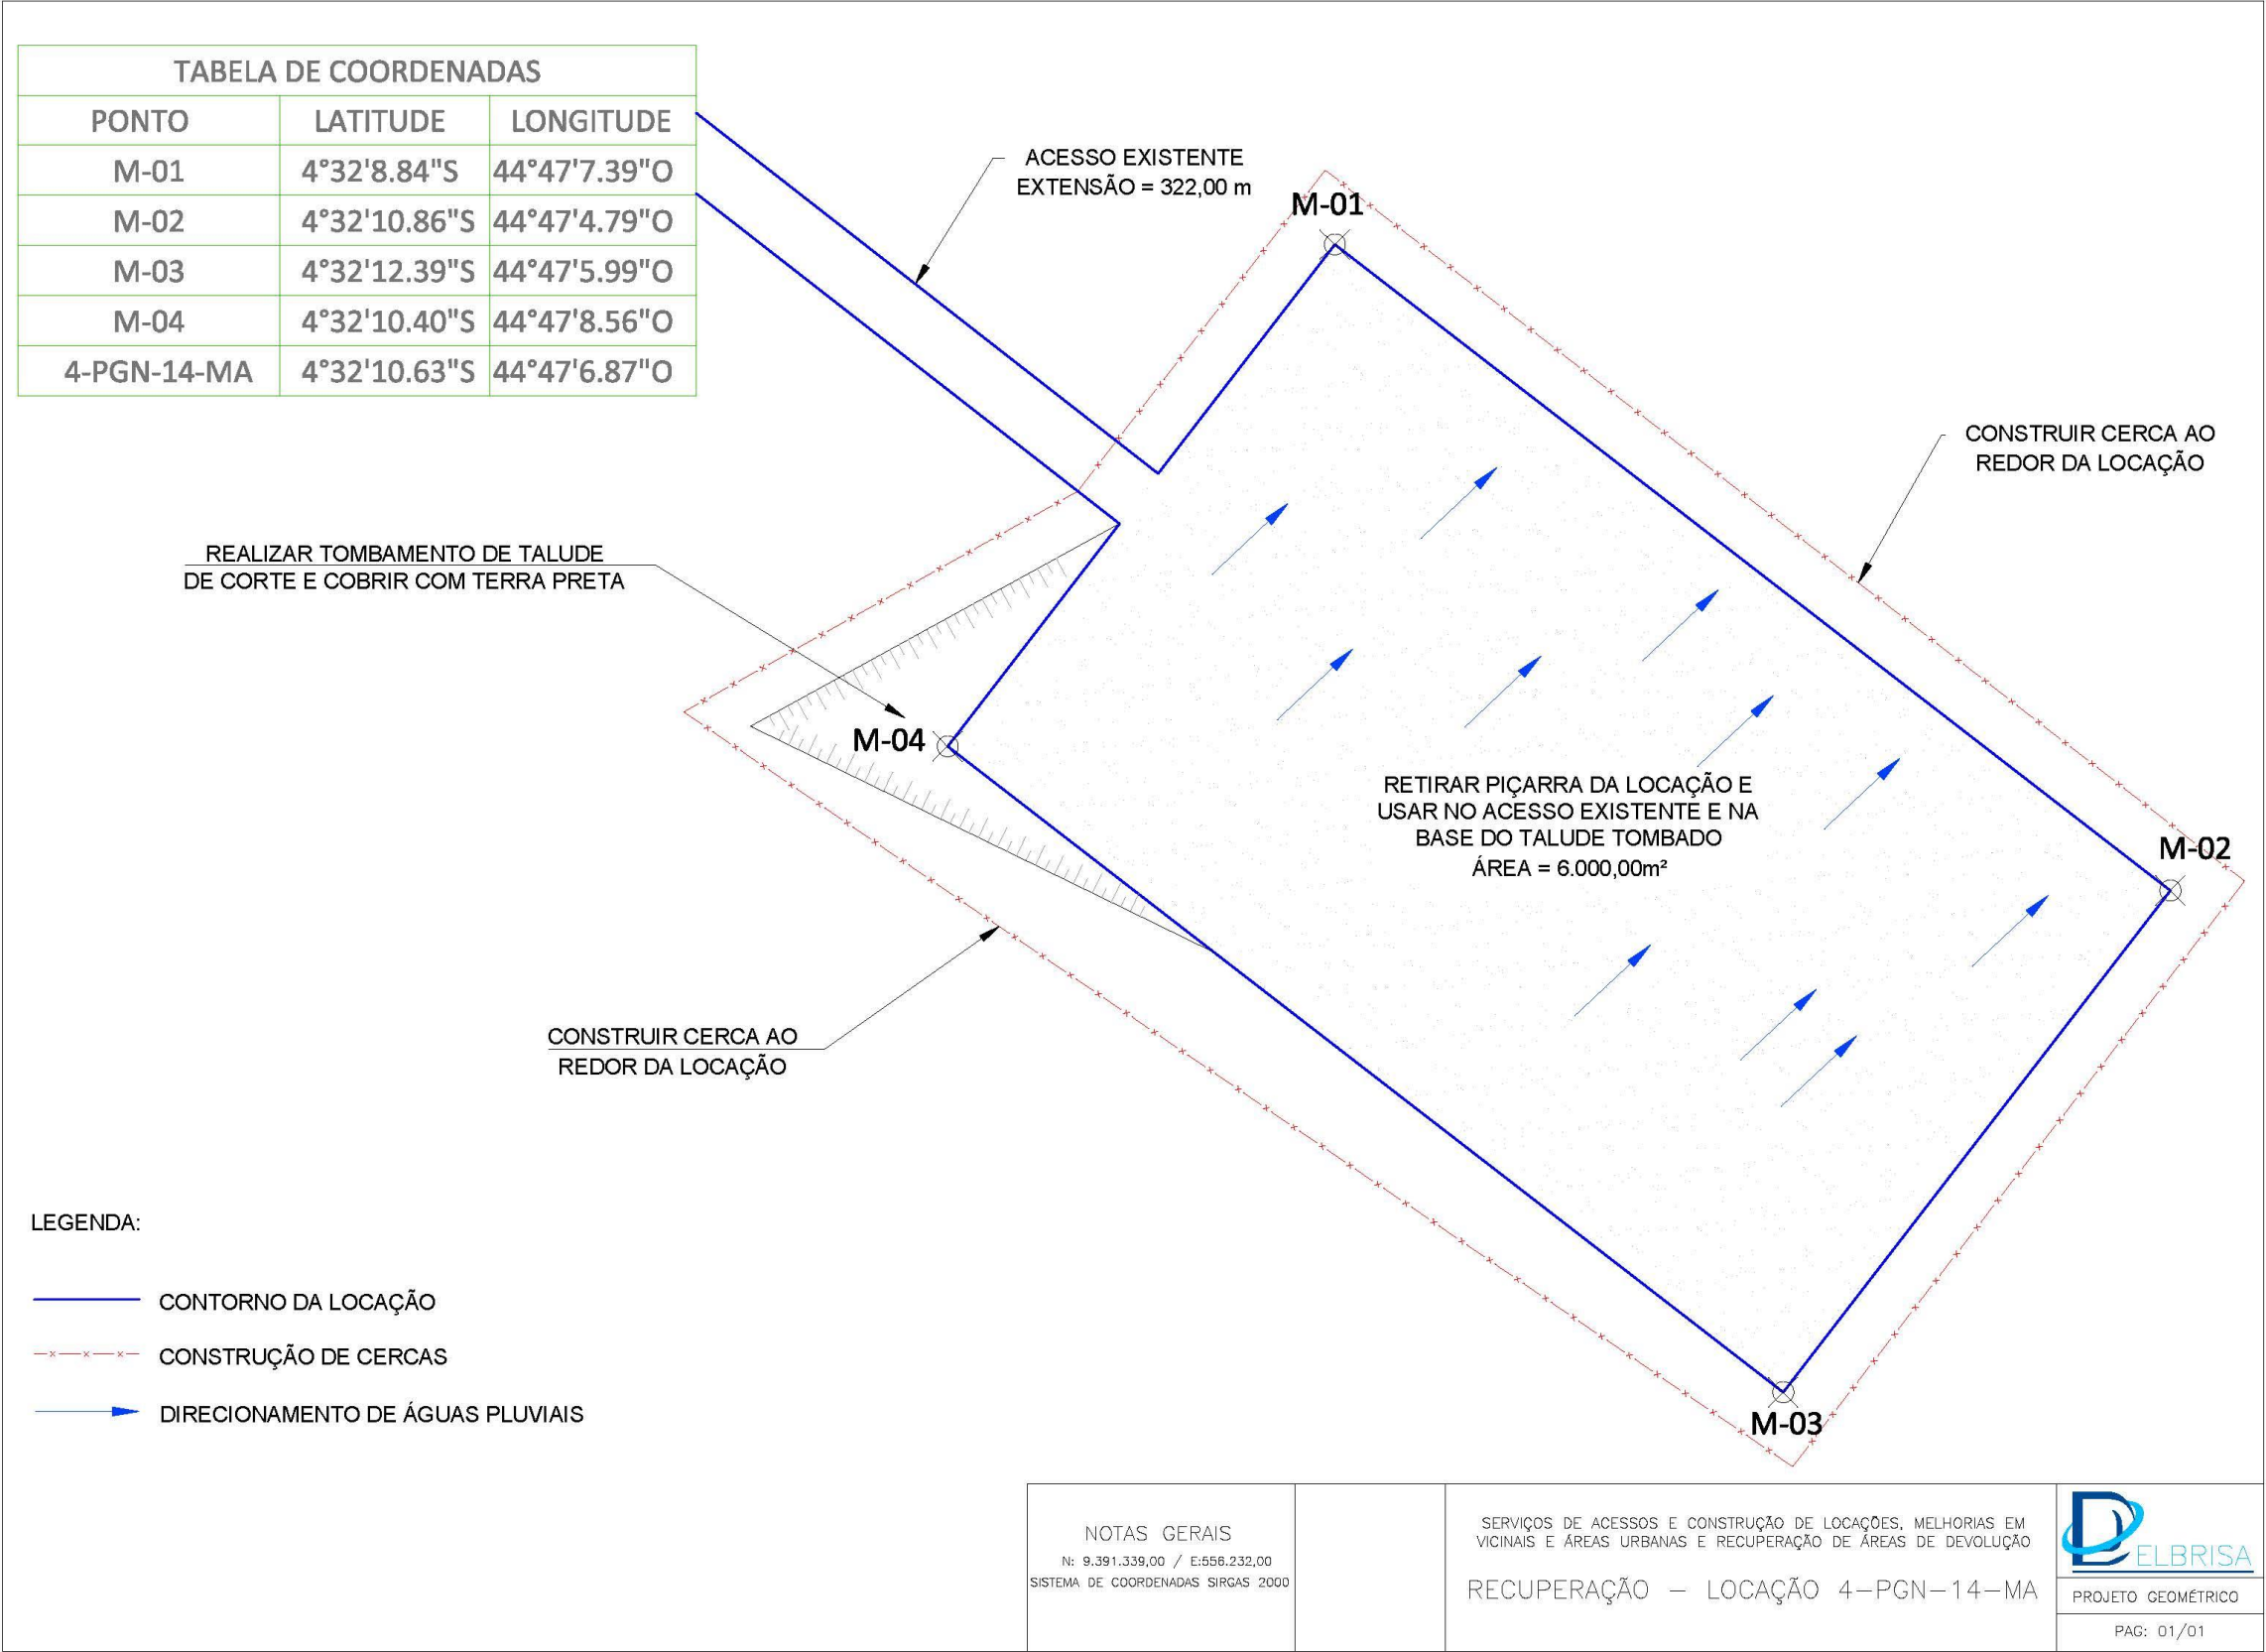 TABELA DE COORDENADAS
PONTO LATITUDE LONGITUDE
M-01 4°32'8.84"S 44°47'7.39"O
M-02 4°32'10.86"S 44°47'4.79"O
M-03 4°32'12.39"S 44°47'5.99"O
M-04 4°32'10.40"S 44°47'8.56"O
4-PGN-14-MA 4°32'10.63"S 44°47'6.87"O
ACESSO EXISTENTE
EXTENSÃO = 322,00 m
M-01
CONSTRUIR CERCA AO
REDOR DA LOCAÇÃO
REALIZAR TOMBAMENTO DE TALUDE
DE CORTE E COBRIR COM TERRA PRETA
M-04
RETIRAR PIÇARRA DA LOCAÇÃO E
USAR NO ACESSO EXISTENTE E NA
BASE DO TALUDE TOMBADO
ÁREA = 6.000,00m²
M-02
CONSTRUIR CERCA AO
REDOR DA LOCAÇÃO
M-03
LEGENDA:
CONTORNO DA LOCAÇÃO
CONSTRUÇÃO DE CERCAS
DIRECIONAMENTO DE ÁGUAS PLUVIAIS
NOTAS GERAIS
N: 9.391.339,00 / E:556.232,00
SISTEMA DE COORDENADAS SIRGAS 2000
SERVIÇOS DE ACESSOS E CONSTRUÇÃO DE LOCAÇÕES, MELHORIAS EM
VICINAIS E ÁREAS URBANAS E RECUPERAÇÃO DE ÁREAS DE DEVOLUÇÃO
RECUPERAÇÃO - LOCAÇÃO 4-PGN-14-MA
DELBRISA
PROJETO GEOMÉTRICO
PAG: 01/01